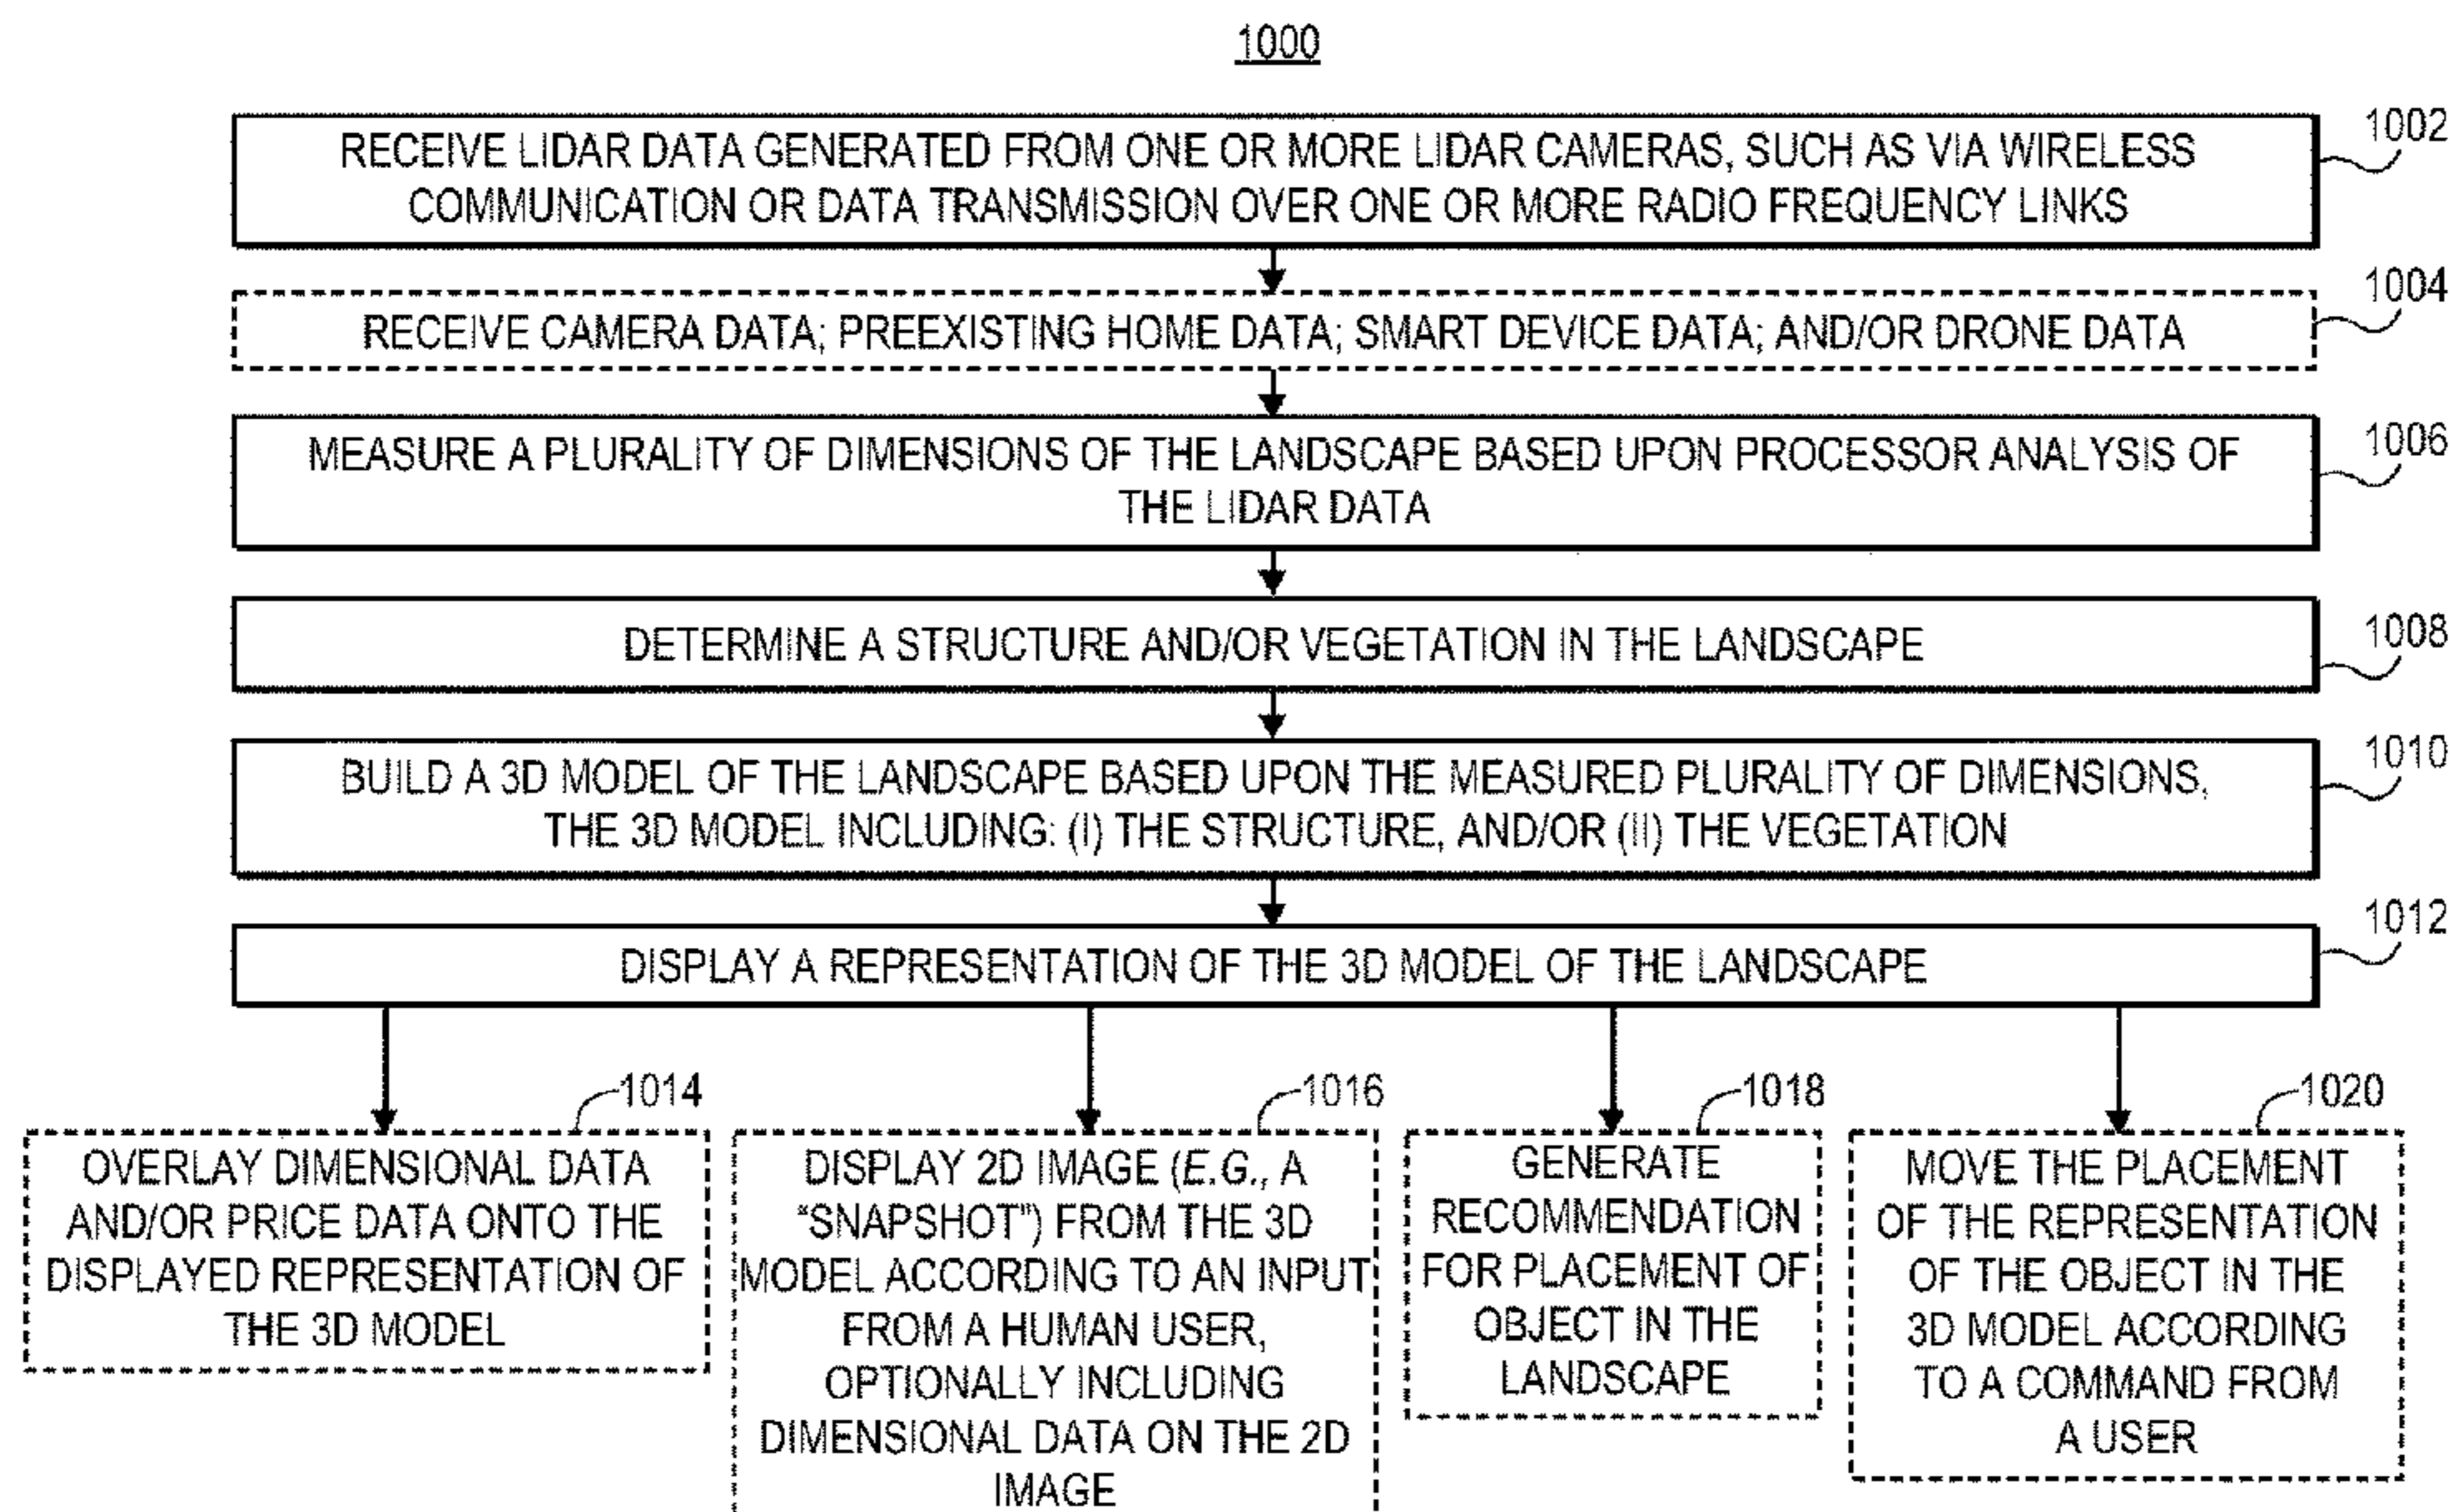 1000
RECEIVE LIDAR DATA GENERATED FROM ONE OR MORE LIDAR CAMERAS, SUCH AS VIA WIRELESS
COMMUNICATION OR DATA TRANSMISSION OVER ONE OR MORE RADIO FREQUENCY LINKS
1002
RECEIVE CAMERA DATA; PREEXISTING HOME DATA; SMART DEVICE DATA; AND/OR DRONE DATA
1004
MEASURE A PLURALITY OF DIMENSIONS OF THE LANDSCAPE BASED UPON PROCESSOR ANALYSIS OF
THE LIDAR DATA
1006
DETERMINE A STRUCTURE AND/OR VEGETATION IN THE LANDSCAPE
1008
BUILD A 3D MODEL OF THE LANDSCAPE BASED UPON THE MEASURED PLURALITY OF DIMENSIONS,
THE 3D MODEL INCLUDING: (I) THE STRUCTURE, AND/OR (II) THE VEGETATION
1010
DISPLAY A REPRESENTATION OF THE 3D MODEL OF THE LANDSCAPE
1012
1014
OVERLAY DIMENSIONAL DATA
AND/OR PRICE DATA ONTO THE
DISPLAYED REPRESENTATION OF
THE 3D MODEL
1016
DISPLAY 2D IMAGE (E.G., A
"SNAPSHOT") FROM THE 3D
MODEL ACCORDING TO AN INPUT
FROM A HUMAN USER,
OPTIONALLY INCLUDING
DIMENSIONAL DATA ON THE 2D
IMAGE
1018
GENERATE
RECOMMENDATION
FOR PLACEMENT OF
OBJECT IN THE
LANDSCAPE
1020
MOVE THE PLACEMENT
OF THE REPRESENTATION
OF THE OBJECT IN THE
3D MODEL ACCORDING
TO A COMMAND FROM
A USER